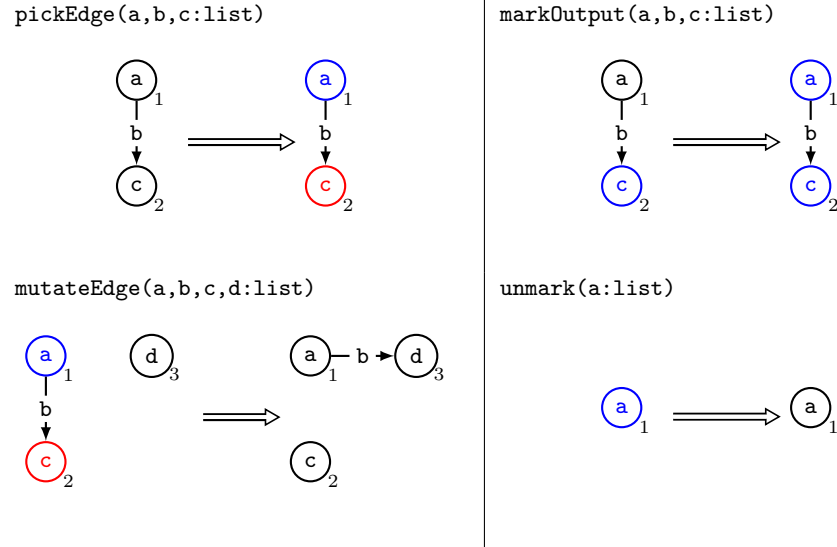 pickEdge(a,b,c:list)
a 1 a 1
b b
c 2 c 2
markOutput(a,b,c:list)
a 1 a 1
b b
c 2 c 2
mutateEdge(a,b,c,d:list)
a 1 d 3 a 1 b d 3
b
c 2 c 2
unmark(a:list)
a 1 a 1